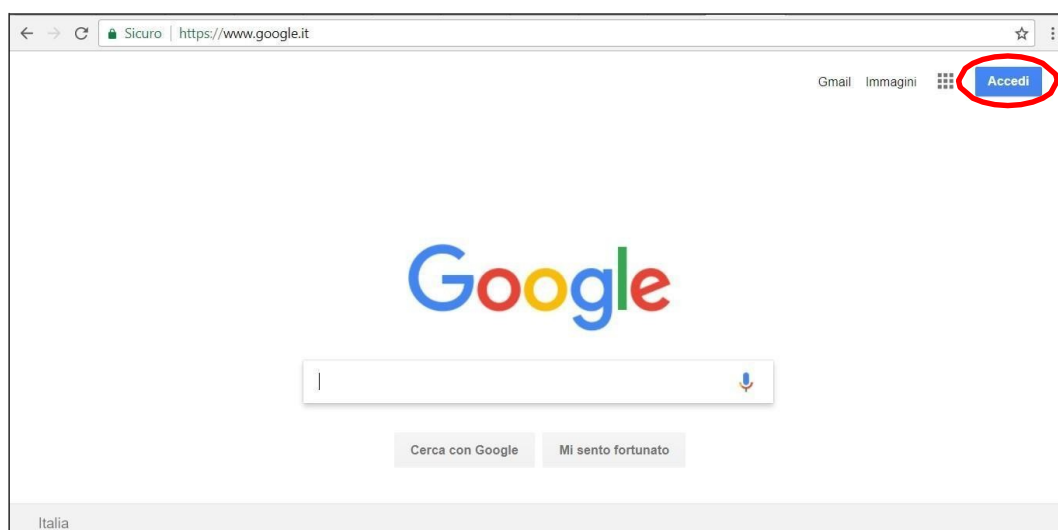 Sicuro | https://www.google.it
Gmail Immagini Accedi
Google
Cerca con Google Mi sento fortunato
Italia